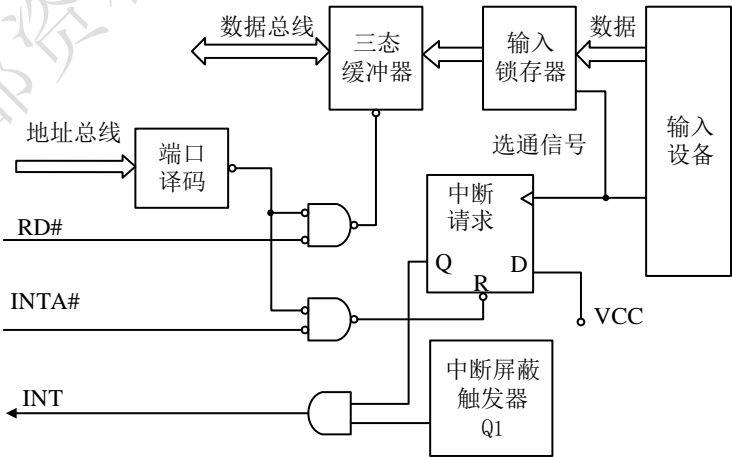 数据总线
三态
缓冲器
输入
锁存器
数据
输入
设备
地址总线
端口
译码
选通信号
中断
请求
RD#
Q
D
R
INTA#
VCC
中断屏蔽
触发器
Q1
INT